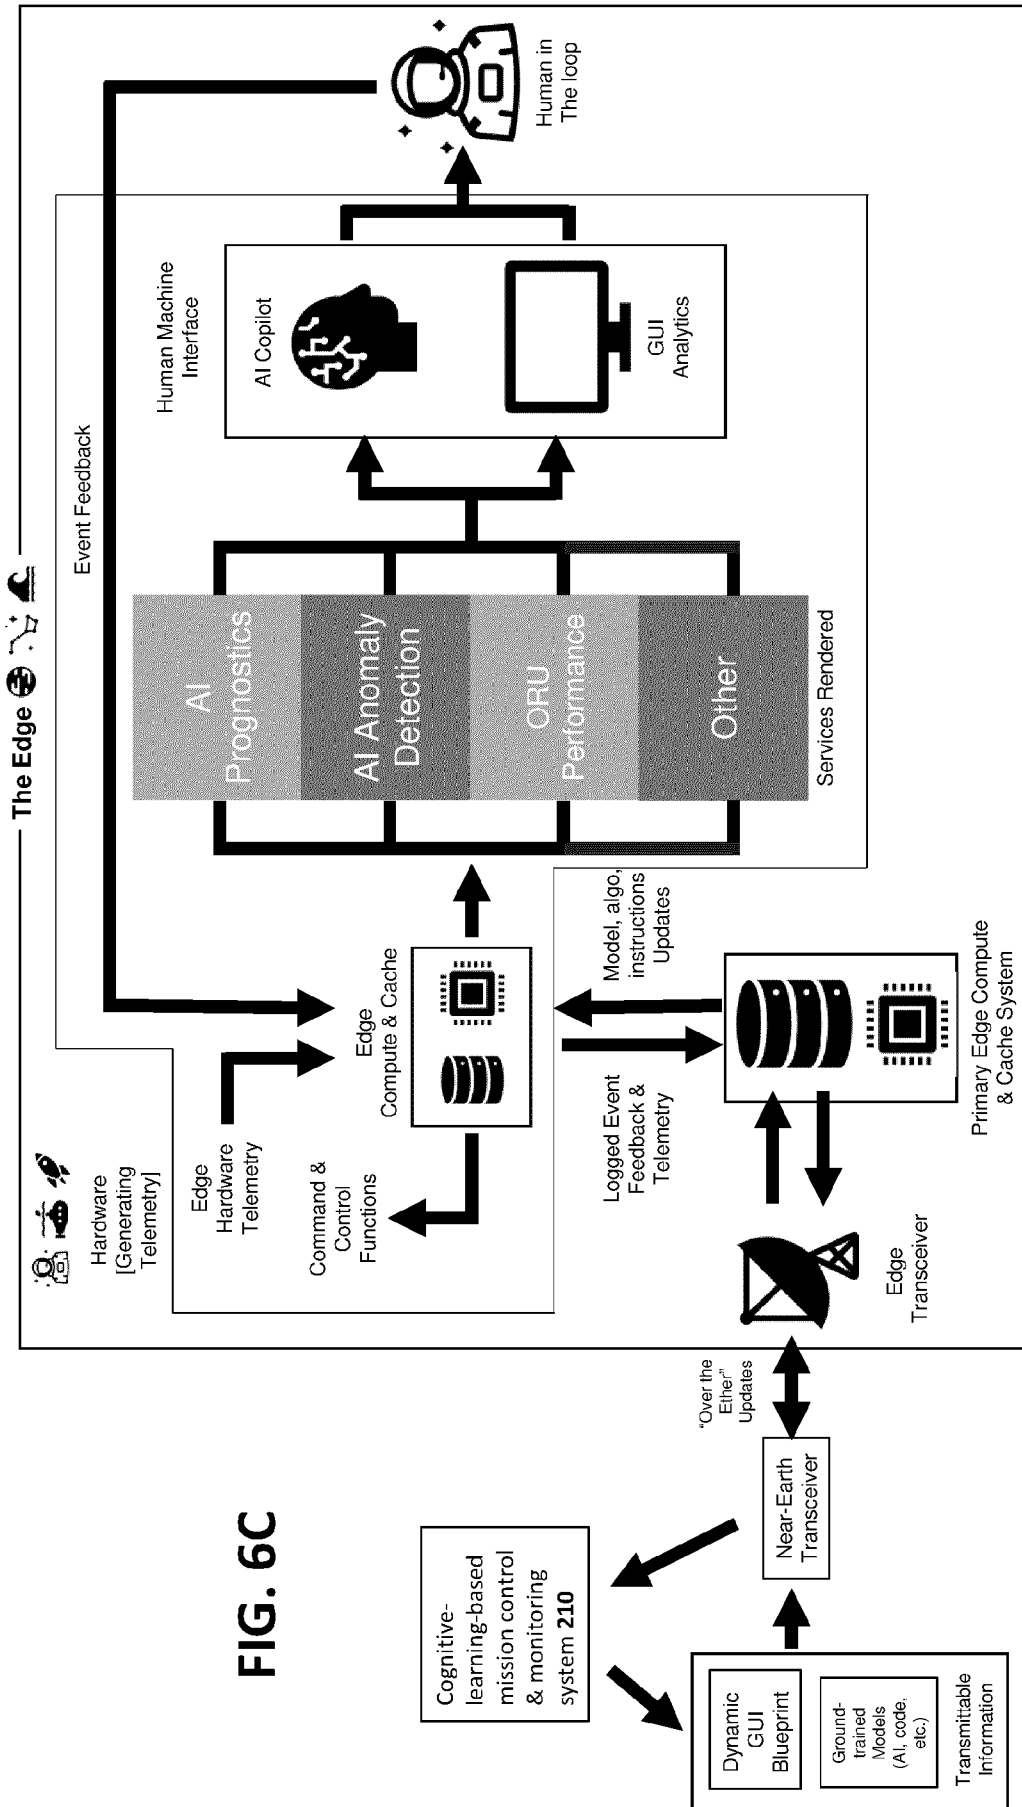 FIG. 6C
Cognitive-
learning-based
mission control
& monitoring
system 210
Dynamic
GUI
Blueprint
Ground-
trained
Models
(AI, code,
etc.)
Transmittable
Information
Near-Earth
Transceiver
"Over the
Ether"
Updates
The Edge
Hardware
[Generating
Telemetry]
Edge
Hardware
Telemetry
Command &
Control
Functions
Edge
Transceiver
Event Feedback
Edge
Compute & Cache
Logged Event
Feedback &
Telemetry
Model, algo,
instructions
Updates
Primary Edge Compute
& Cache System
AI
Prognostics
AI Anomaly
Detection
ORU
Performance
Other
Services Rendered
Human Machine
Interface
AI Copilot
GUI
Analytics
Human in
The loop